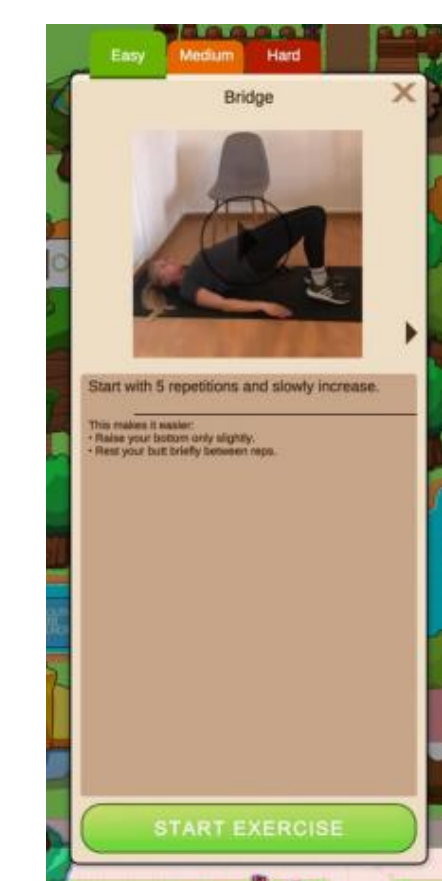 Easy Medium Hard
Bridge
Start with 5 repetitions and slowly increase.
This makes it easier:
• Raise your bottom only slightly.
• Rest your butt briefly between reps.
START EXERCISE